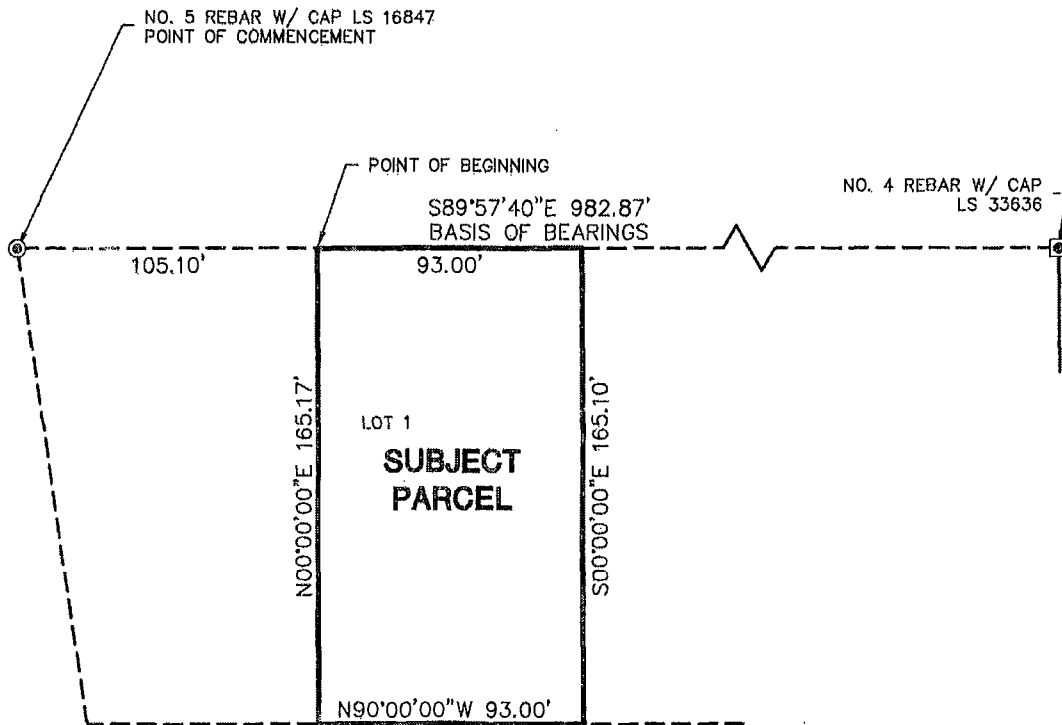 NO. 5 REBAR W/ CAP LS 16847
POINT OF COMMENCEMENT
POINT OF BEGINNING
NO. 4 REBAR W/ CAP
LS 33636
S89°57'40"E 982.87'
BASIS OF BEARINGS
105.10'
93.00'
N00°00'00"E 165.17'
LOT 1
SUBJECT
PARCEL
S00°00'00"E 165.10'
N90°00'00"W 93.00'